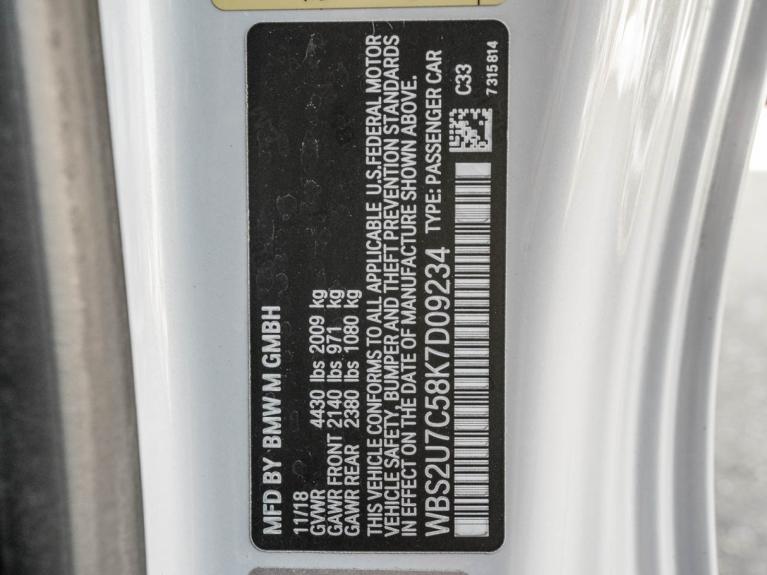 MFD BY BMW M GMBH
11/18
GVWR 4430 lbs 2009 kg
GAWR FRONT 2140 lbs 971 kg
GAWR REAR 2380 lbs 1080 kg
THIS VEHICLE CONFORMS TO ALL APPLICABLE U.S.FEDERAL MOTOR
VEHICLE SAFETY, BUMPER AND THEFT PREVENTION STANDARDS
IN EFFECT ON THE DATE OF MANUFACTURE SHOWN ABOVE.
WBS2U7C58K7D09234 TYPE: PASSENGER CAR
C33
7315814